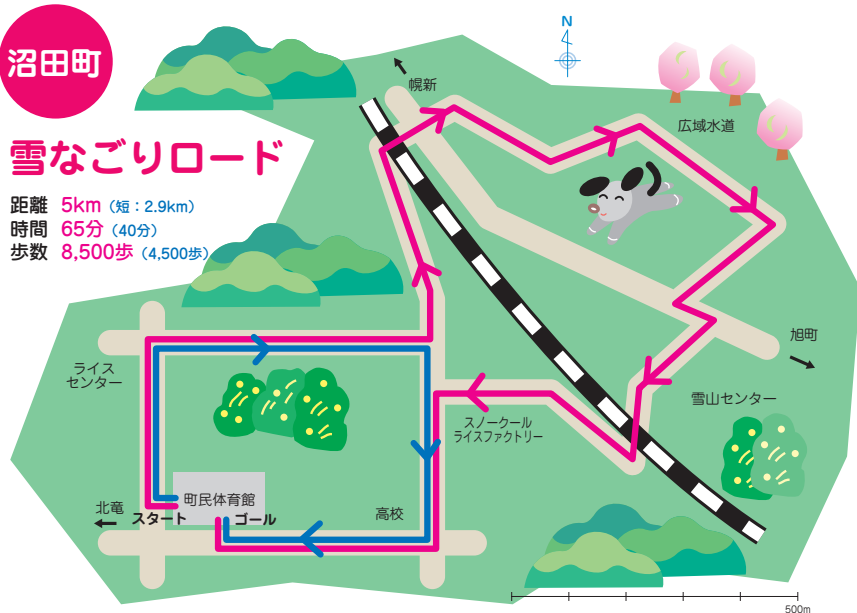 沼田町
雪なごりロード
距離 5km（短：2.9km）
時間 65分（40分）
歩数 8,500歩（4,500歩）
N
幌新
広域水道
旭町
ライス
センター
雪山センター
スノークール
ライスファクトリー
町民体育館
北竜
スタート
ゴール
高校
500m